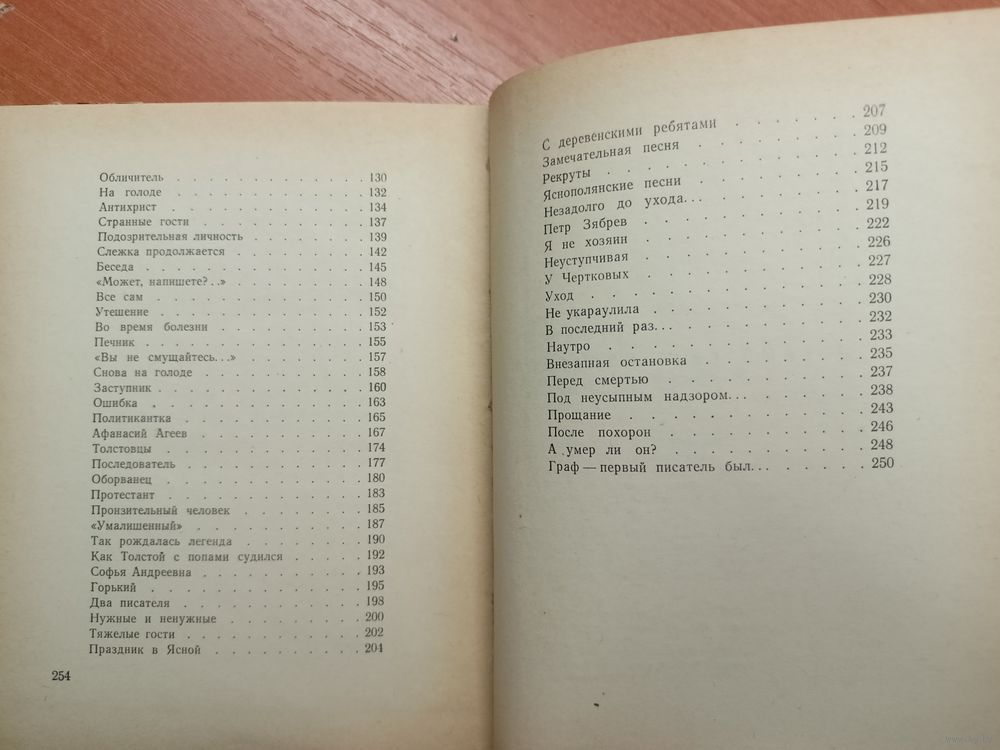 Обличитель . . . . . . . . . . . . 130
На голоде . . . . . . . . . . . . 132
Антихрист . . . . . . . . . . . . 134
Странные гости . . . . . . . . . . . 137
Подозрительная личность . . . . . . . 139
Слежка продолжается . . . . . . . . 142
Беседа . . . . . . . . . . . . . 145
«Может, напишете?..» . . . . . . . . 148
Все сам . . . . . . . . . . . . . 150
Утешение . . . . . . . . . . . . 152
Во время болезни . . . . . . . . . 153
Печник . . . . . . . . . . . . . 155
«Вы не смущайтесь...» . . . . . . . . 157
Снова на голоде . . . . . . . . . . 158
Заступник . . . . . . . . . . . . 160
Ошибка . . . . . . . . . . . . . 163
Политикантка . . . . . . . . . . . 165
Афанасий Агеев . . . . . . . . . . 167
Толстовцы . . . . . . . . . . . . 174
Последователь . . . . . . . . . . . 177
Оборванец . . . . . . . . . . . . 180
Протестант . . . . . . . . . . . . 183
Пронзительный человек . . . . . . . . 185
«Умалишенный» . . . . . . . . . . 187
Так рождалась легенда . . . . . . . . 190
Как Толстой с попами судился . . . . . 192
Софья Андреевна . . . . . . . . . . 193
Горький . . . . . . . . . . . . . 195
Два писателя . . . . . . . . . . . 198
Нужные и ненужные . . . . . . . . . 200
Тяжелые гости . . . . . . . . . . . 202
Праздник в Ясной . . . . . . . . . . 204
254
С деревенскими ребятами . . . . . . . 207
Замечательная песня . . . . . . . . 209
Рекруты . . . . . . . . . . . . 212
Яснополянские песни . . . . . . . . 215
Незадолго до ухода... . . . . . . . . 217
Петр Зябрев . . . . . . . . . . . 219
Я не хозяин . . . . . . . . . . . 222
Неуступчивая . . . . . . . . . . . 226
У Чертковых . . . . . . . . . . . 227
Уход . . . . . . . . . . . . . 228
Не укараулила . . . . . . . . . . 230
В последний раз... . . . . . . . . . 232
Наутро . . . . . . . . . . . . 233
Внезапная остановка . . . . . . . . 235
Перед смертью . . . . . . . . . . 237
Под неусыпным надзором... . . . . . . 238
Прощание . . . . . . . . . . . . 243
После похорон . . . . . . . . . . 246
А умер ли он? . . . . . . . . . . 248
Граф — первый писатель был... . . . . . 250